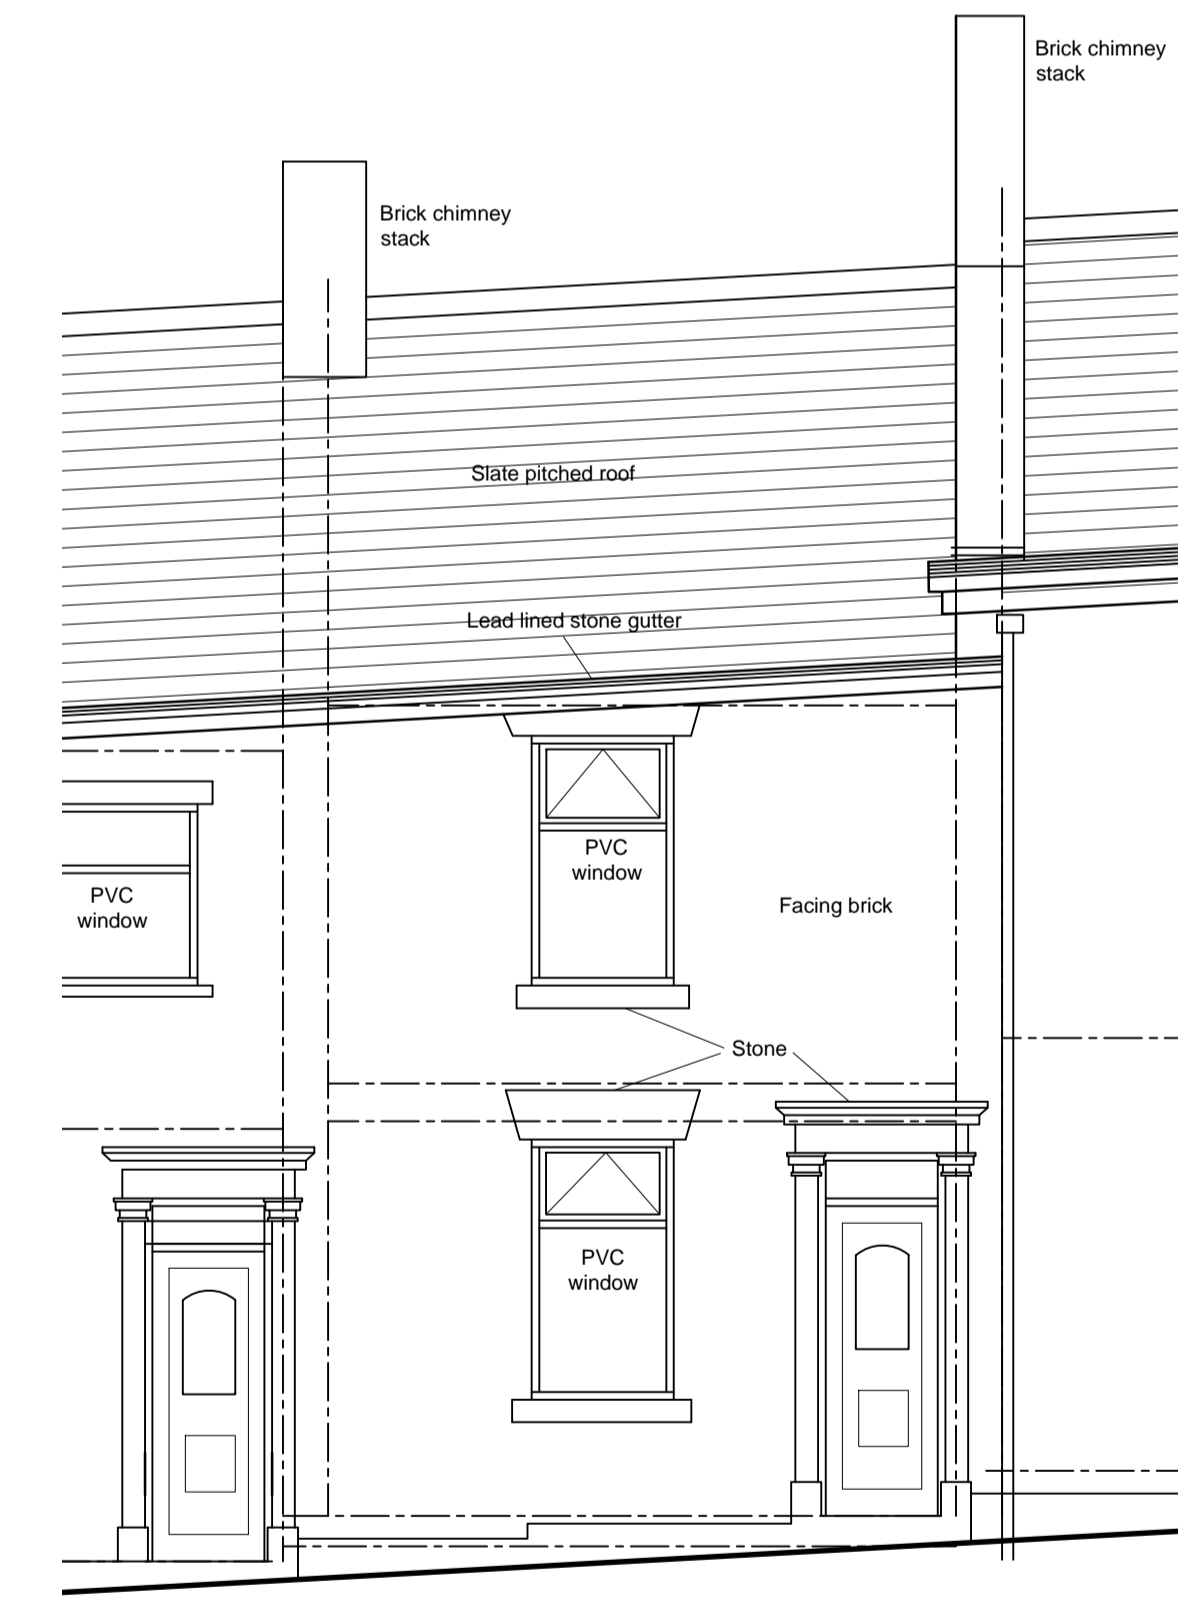 Brick chimney
stack
Brick chimney
stack
Slate pitched roof
Lead lined stone gutter
PVC
window
PVC
window
Facing brick
Stone
PVC
window